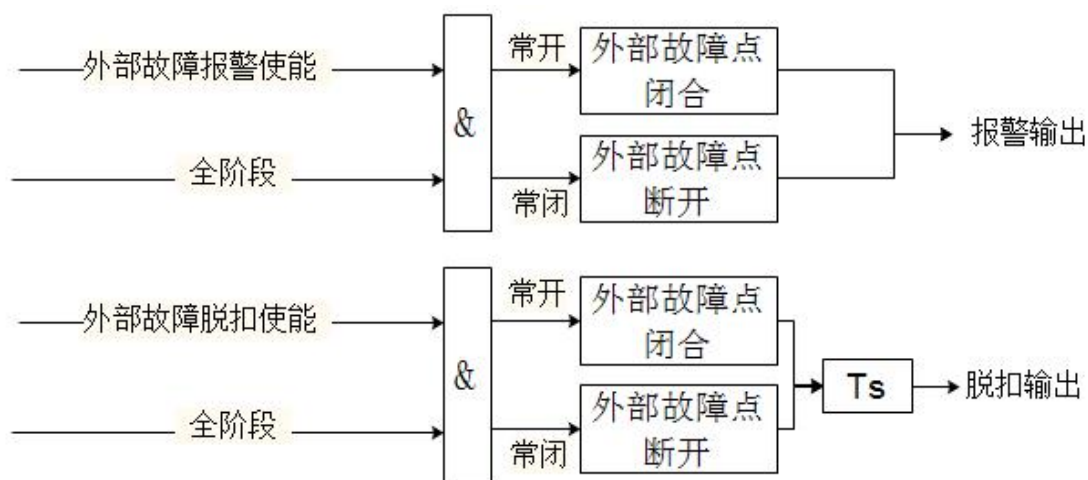 外部故障报警使能
全阶段
&
常开
外部故障点
闭合
常闭
外部故障点
断开
报警输出
外部故障脱扣使能
全阶段
&
常开
外部故障点
闭合
常闭
外部故障点
断开
Ts
脱扣输出